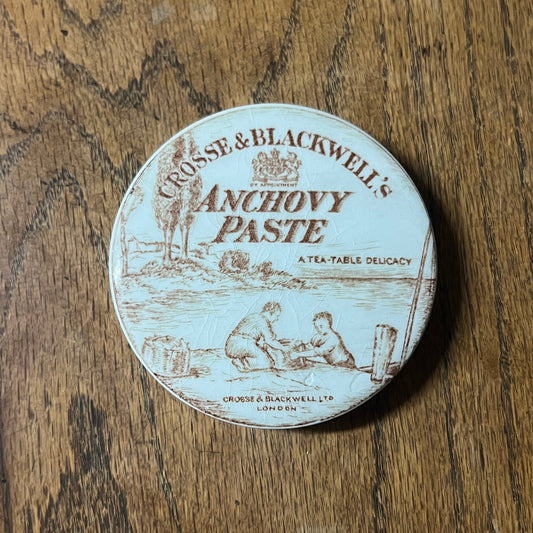 CROSSE & BLACKWELL'S
BY APPOINTMENT
ANCHOVY
PASTE
A TEA-TABLE DELICACY
CROSSE & BLACKWELL LTD
LONDON